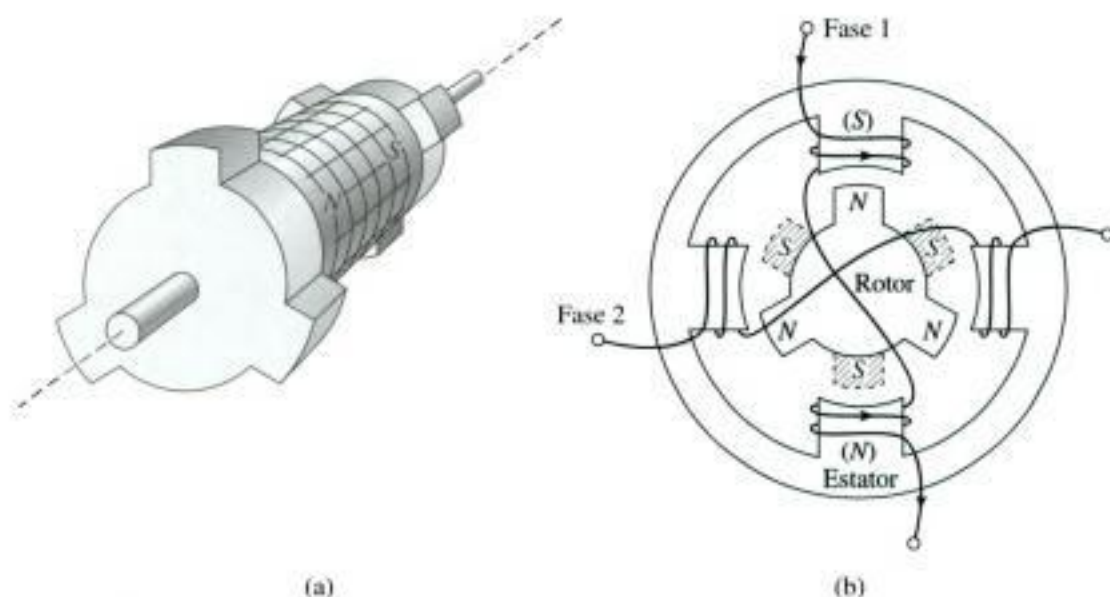 Fase 1
(S)
N
S
S
S
N
Rotor
Fase 2
N
N
S
(N)
Estator
(a)
(b)